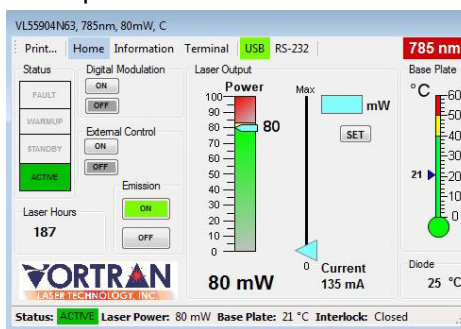 VL55904N63, 785nm, 80mW, C
Print... Home Information Terminal USB RS-232 785 nm
Status Digital Modulation Laser Output Base Plate
FAULT
WARMUP
STANDBY
ACTIVE
ON
OFF
External Control
ON
OFF
Emission
ON
OFF
Laser Hours
187
Power
100
90
80
70
60
50
40
30
20
10
0
80
80 mW
Max
0
mW
SET
Current
135 mA
°C
60
50
40
30
20
10
0
21
Diode
25 °C
VORTRAN
LASER TECHNOLOGY, INC.
Status: ACTIVE Laser Power: 80 mW Base Plate: 21 °C Interlock: Closed